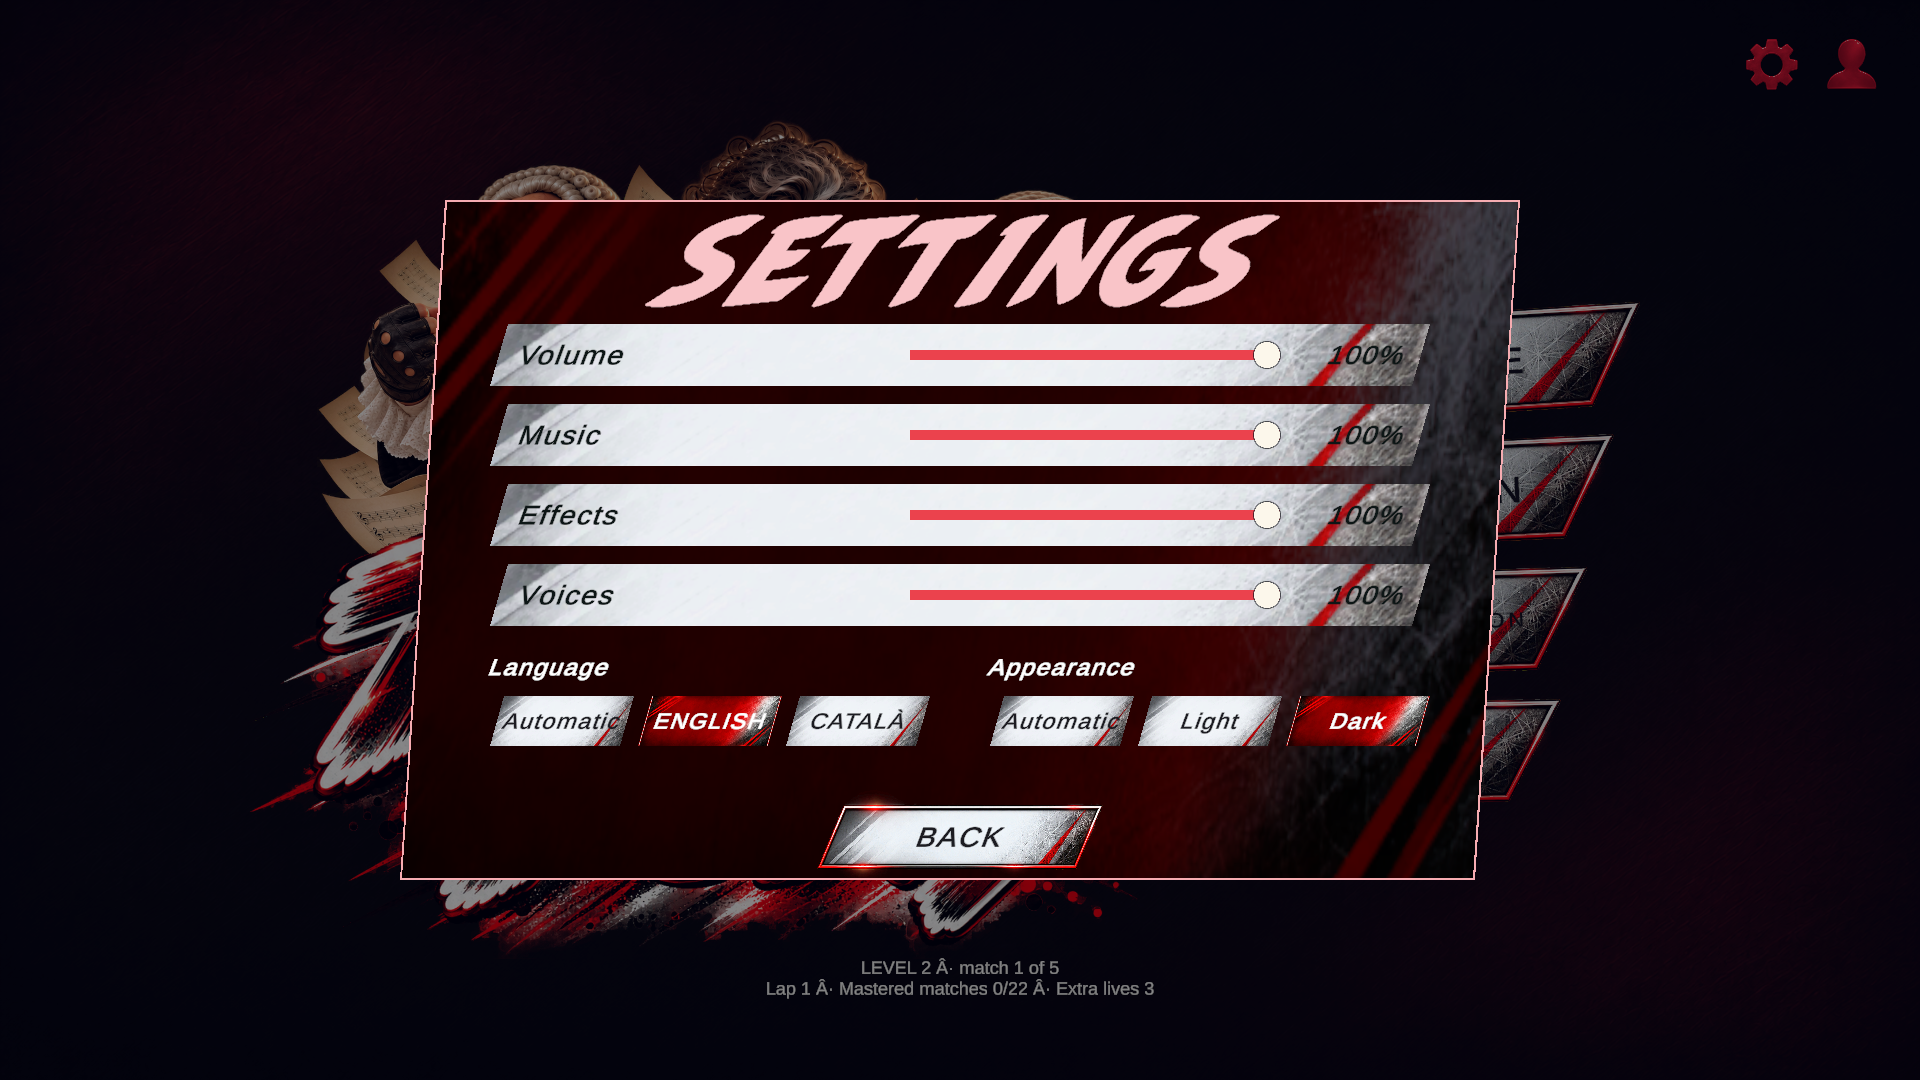 SETTINGS
Volume 100%
Music 100%
Effects 100%
Voices 100%
Language Appearance
Automatic ENGLISH CATALÀ Automatic Light Dark
BACK
LEVEL 2 Â· match 1 of 5
Lap 1 Â· Mastered matches 0/22 Â· Extra lives 3